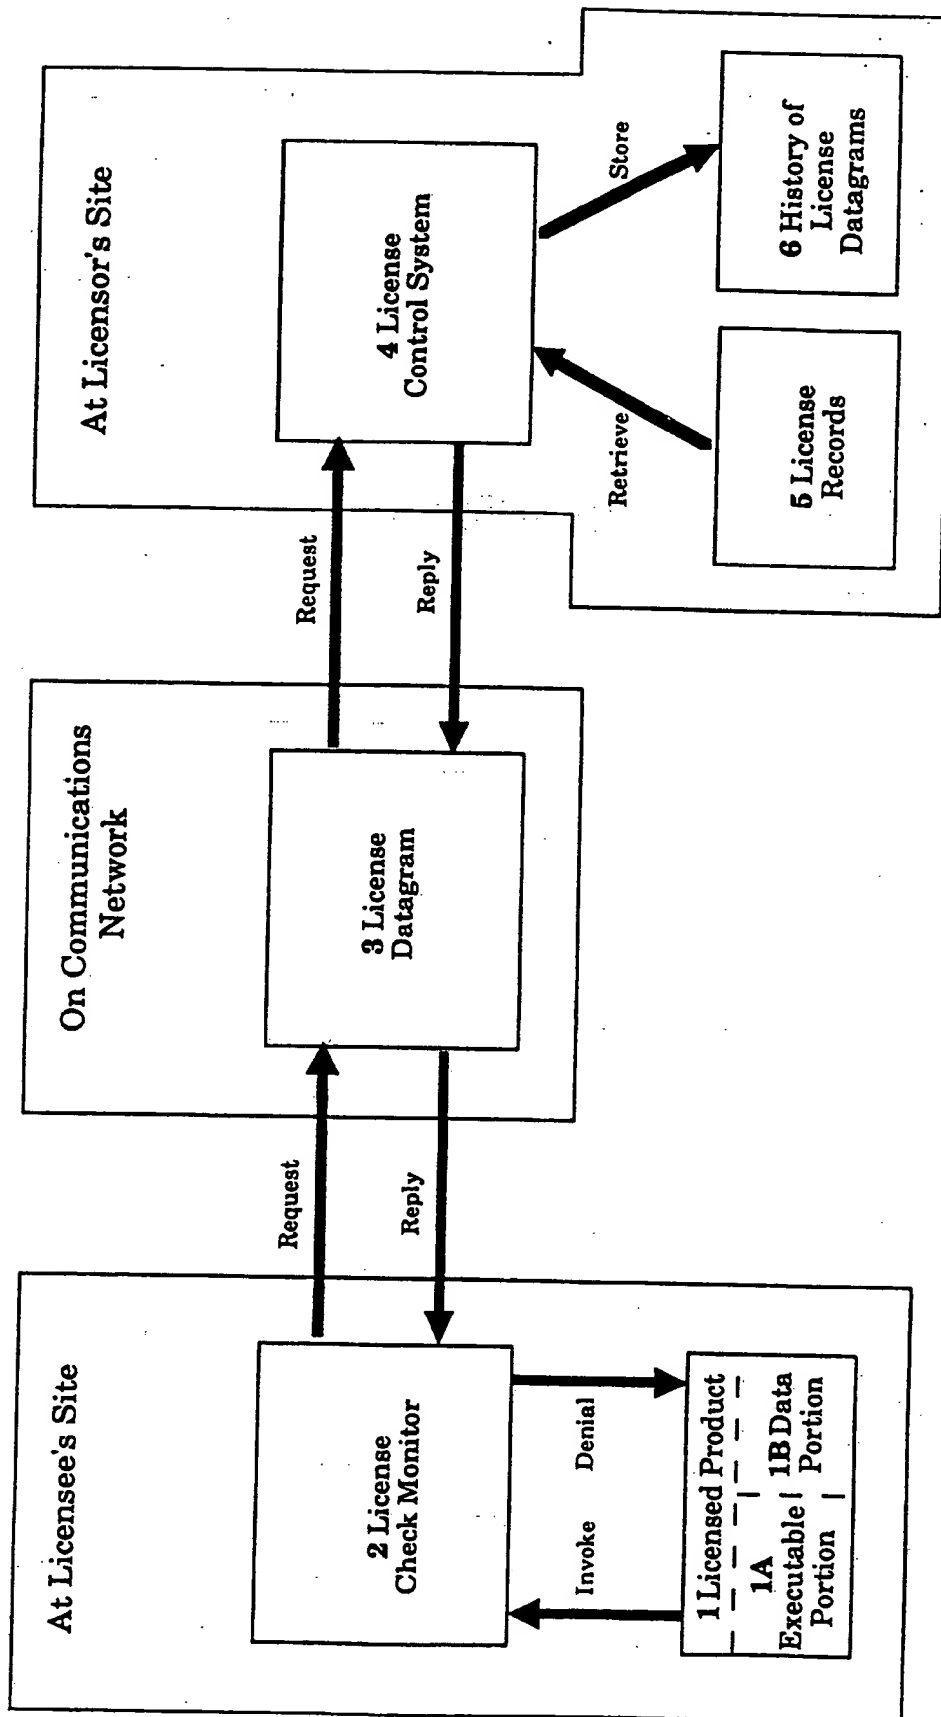 At Licensee's Site
2 License
Check Monitor
Invoke
Denial
1 Licensed Product
1A
Executable
Portion
1B Data
Portion
Request
Reply
On Communications
Network
3 License
Datagram
Request
Reply
At Licensor's Site
4 License
Control System
Retrieve
Store
5 License
Records
6 History of
License
Datagrams